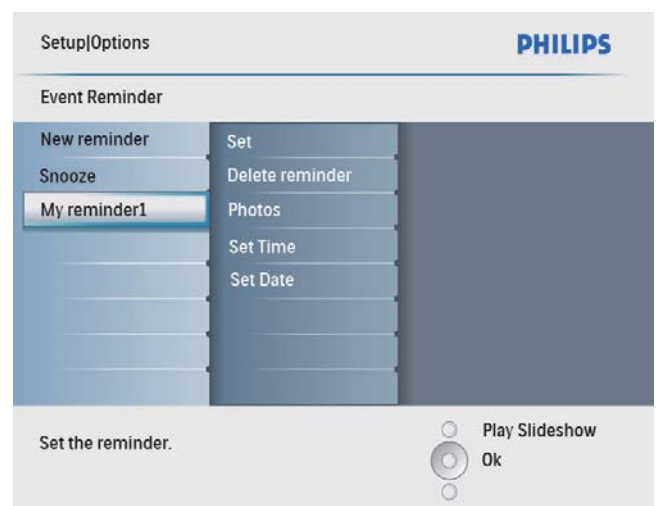 Setup|Options
PHILIPS
Event Reminder
New reminder
Snooze
My reminder1
Set
Delete reminder
Photos
Set Time
Set Date
Set the reminder.
Play Slideshow
Ok